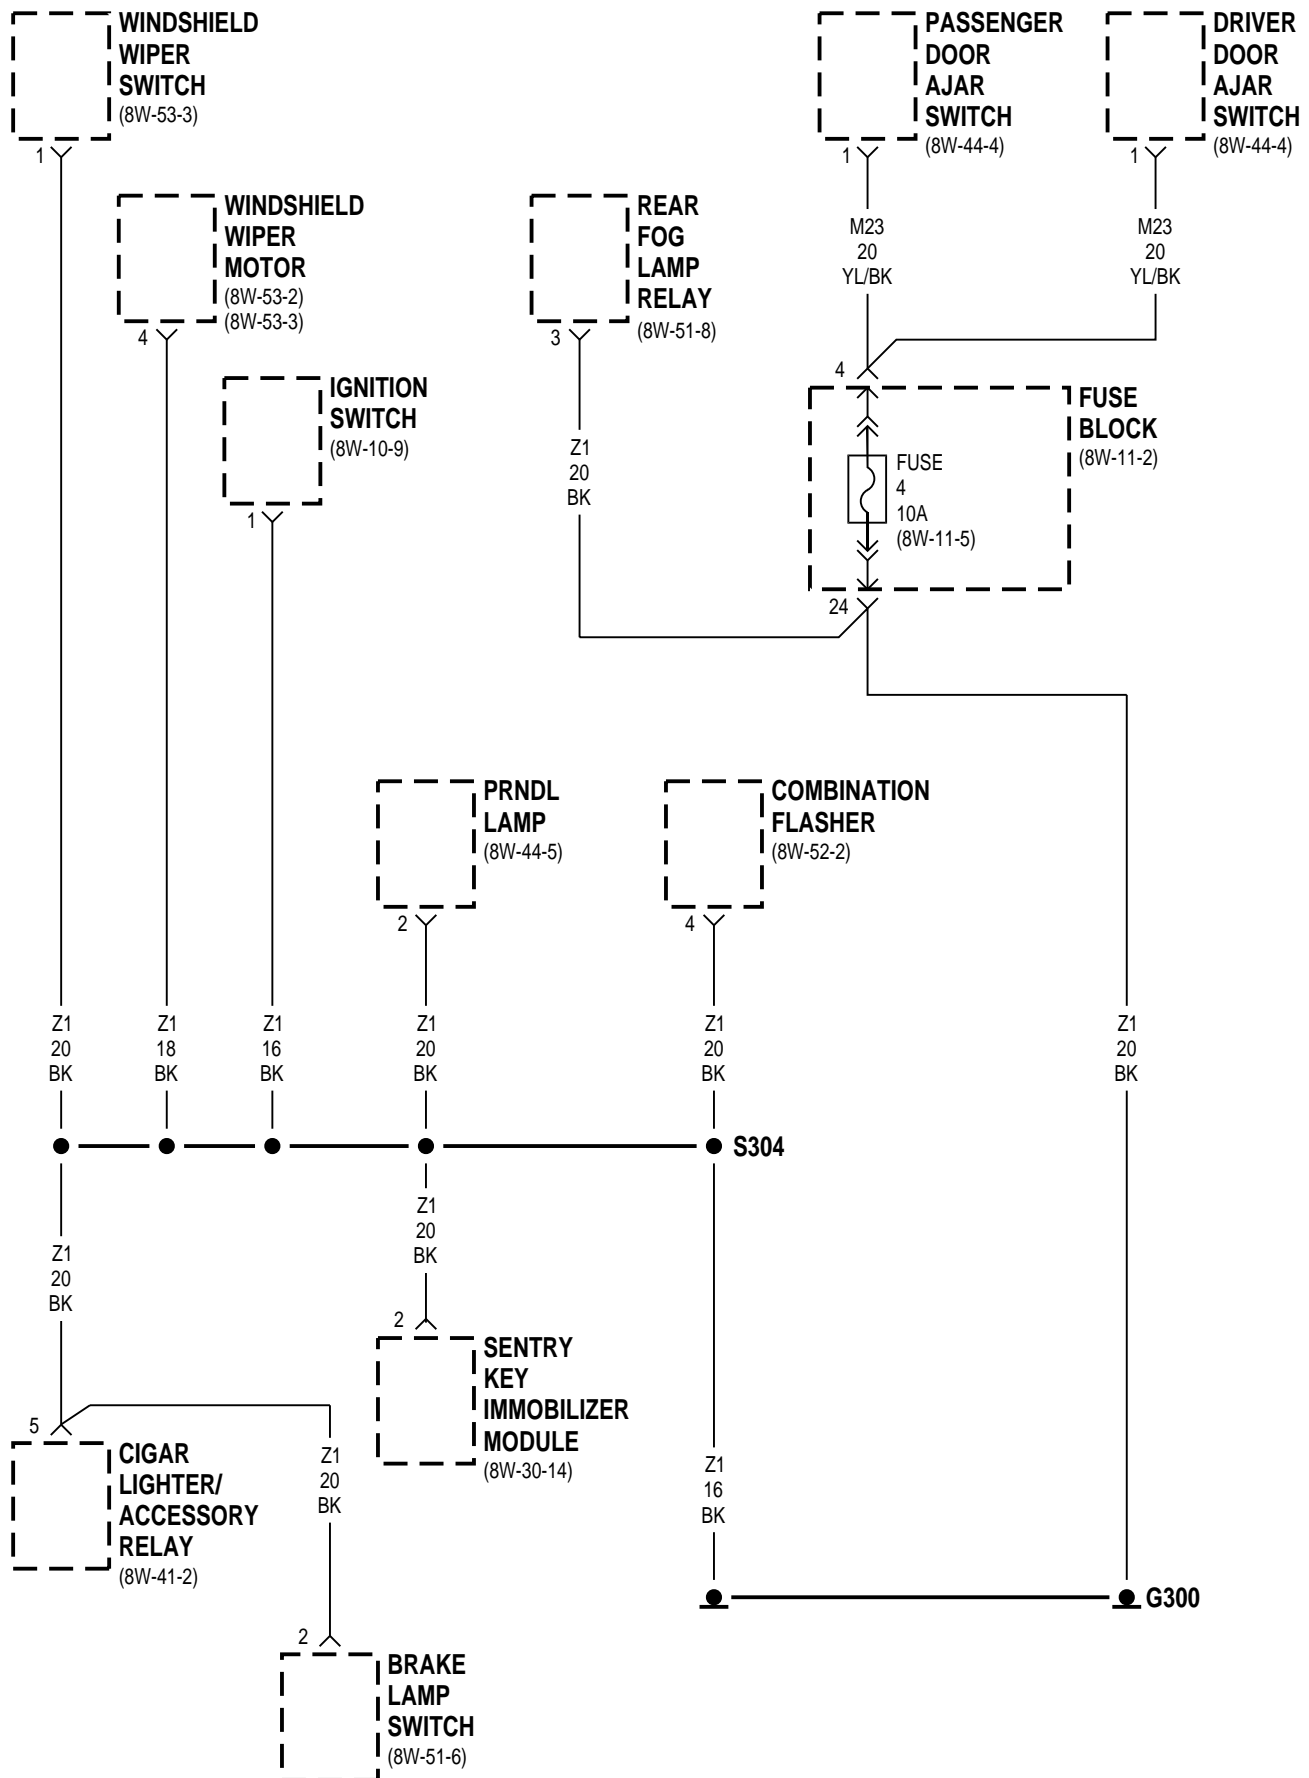 WINDSHIELD
WIPER
SWITCH
(8W-53-3)
1
PASSENGER
DOOR
AJAR
SWITCH
(8W-44-4)
1
DRIVER
DOOR
AJAR
SWITCH
(8W-44-4)
1
WINDSHIELD
WIPER
MOTOR
(8W-53-2)
(8W-53-3)
4
REAR
FOG
LAMP
RELAY
(8W-51-8)
3
M23
20
YL/BK
M23
20
YL/BK
IGNITION
SWITCH
(8W-10-9)
1
4
FUSE
BLOCK
(8W-11-2)
Z1
20
BK
FUSE
4
10A
(8W-11-5)
24
PRNDL
LAMP
(8W-44-5)
2
COMBINATION
FLASHER
(8W-52-2)
4
Z1
20
BK
Z1
18
BK
Z1
16
BK
Z1
20
BK
Z1
20
BK
Z1
20
BK
S304
Z1
20
BK
Z1
20
BK
2
SENTRY
KEY
IMMOBILIZER
MODULE
(8W-30-14)
5
CIGAR
LIGHTER/
ACCESSORY
RELAY
(8W-41-2)
Z1
20
BK
Z1
16
BK
G300
2
BRAKE
LAMP
SWITCH
(8W-51-6)